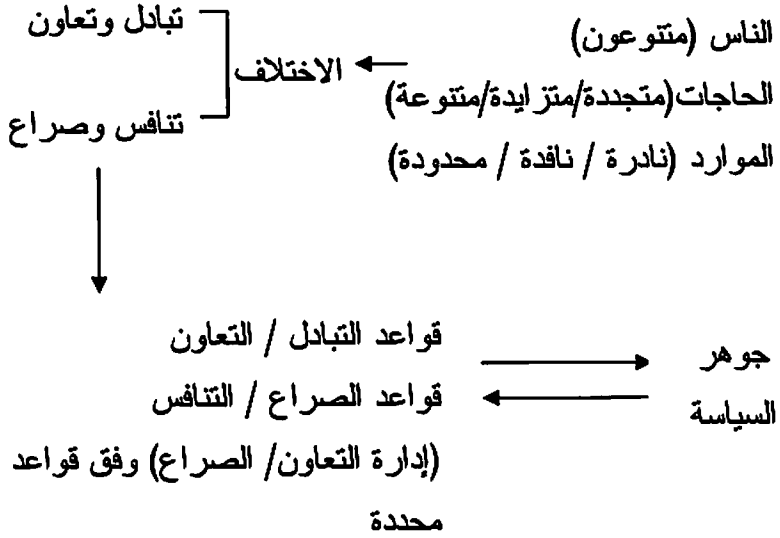 الناس (متنوعون)
الحاجات(متجددة/متزايدة/متنوعة)
الموارد (نادرة / نافدة / محدودة)
الاختلاف
تبادل وتعاون
تنافس وصراع
قواعد التبادل / التعاون
قواعد الصراع / التنافس
(إدارة التعاون/ الصراع) وفق قواعد
محددة
جوهر
السياسة